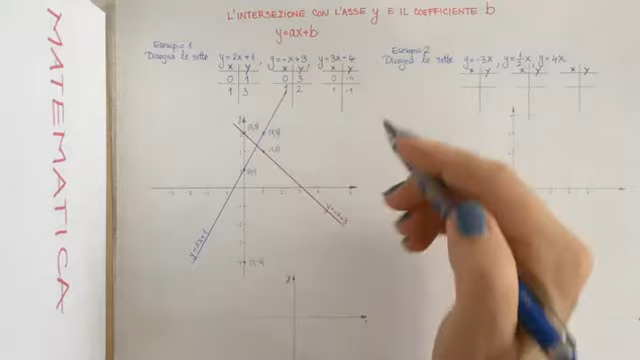 MATEMATICA
L'INTERSEZIONE CON L'ASSE y E IL COEFFICIENTE b
y=ax+b
Esempio 1
Disegna le rette y=2x+1, y=-x+3, y=3x-4
x y x y x y
0 1 0 3 0 -4
1 3 1 2 1 -1
Esempio 2
Disegna le rette y=-3x, y=½x, y=4x
x y x y x y
y
y=2x+1
y=-x+3
y
x